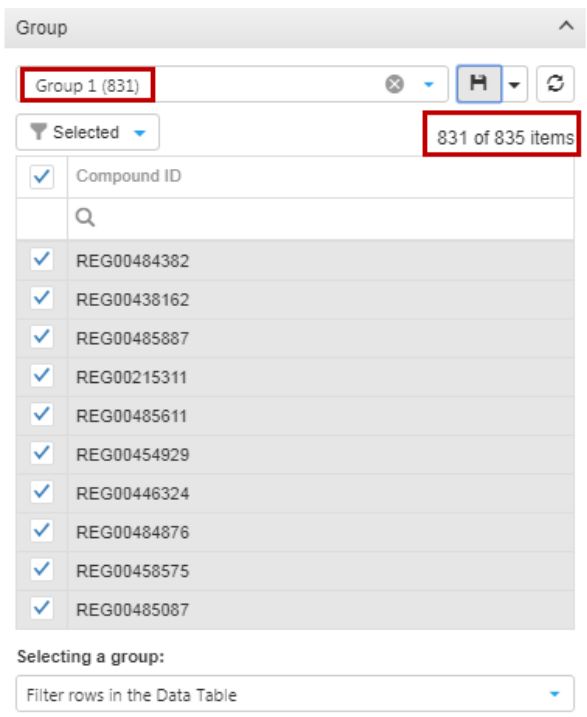 Group
Group 1 (831)
Selected
831 of 835 items
Compound ID
REG00484382
REG00438162
REG00485887
REG00215311
REG00485611
REG00454929
REG00446324
REG00484876
REG00458575
REG00485087
Selecting a group:
Filter rows in the Data Table